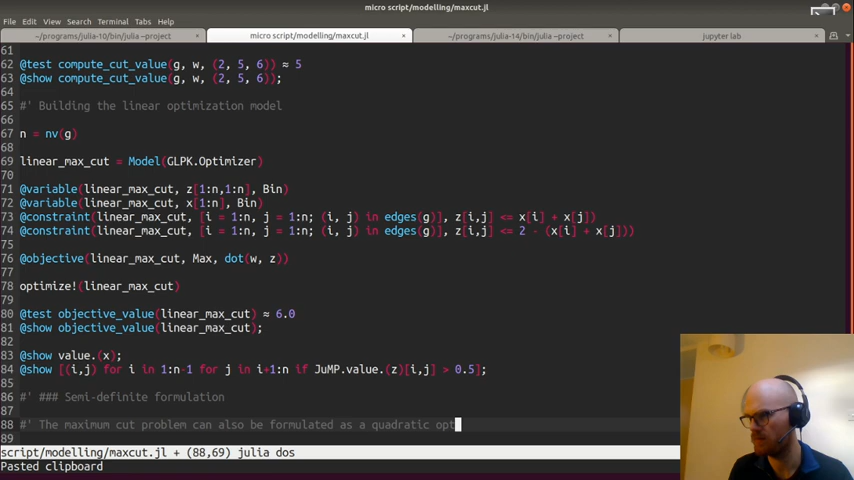 micro script/modelling/maxcut.jl
File Edit View Search Terminal Tabs Help
~/programs/julia-10/bin/julia –project × micro script/modelling/maxcut.jl × ~/programs/julia-14/bin/julia –project × jupyter lab ×
61
62 @test compute_cut_value(g, w, (2, 5, 6)) ≈ 5
63 @show compute_cut_value(g, w, (2, 5, 6));
64
65 #' Building the linear optimization model
66
67 n = nv(g)
68
69 linear_max_cut = Model(GLPK.Optimizer)
70
71 @variable(linear_max_cut, z[1:n,1:n], Bin)
72 @variable(linear_max_cut, x[1:n], Bin)
73 @constraint(linear_max_cut, [i = 1:n, j = 1:n; (i, j) in edges(g)], z[i,j] <= x[i] + x[j])
74 @constraint(linear_max_cut, [i = 1:n, j = 1:n; (i, j) in edges(g)], z[i,j] <= 2 - (x[i] + x[j]))
75
76 @objective(linear_max_cut, Max, dot(w, z))
77
78 optimize!(linear_max_cut)
79
80 @test objective_value(linear_max_cut) ≈ 6.0
81 @show objective_value(linear_max_cut);
82
83 @show value.(x);
84 @show [(i,j) for i in 1:n-1 for j in i+1:n if JuMP.value.(z)[i,j] > 0.5];
85
86 #' ### Semi-definite formulation
87
88 #' The maximum cut problem can also be formulated as a quadratic opt
89
script/modelling/maxcut.jl + (88,69) julia dos
Pasted clipboard